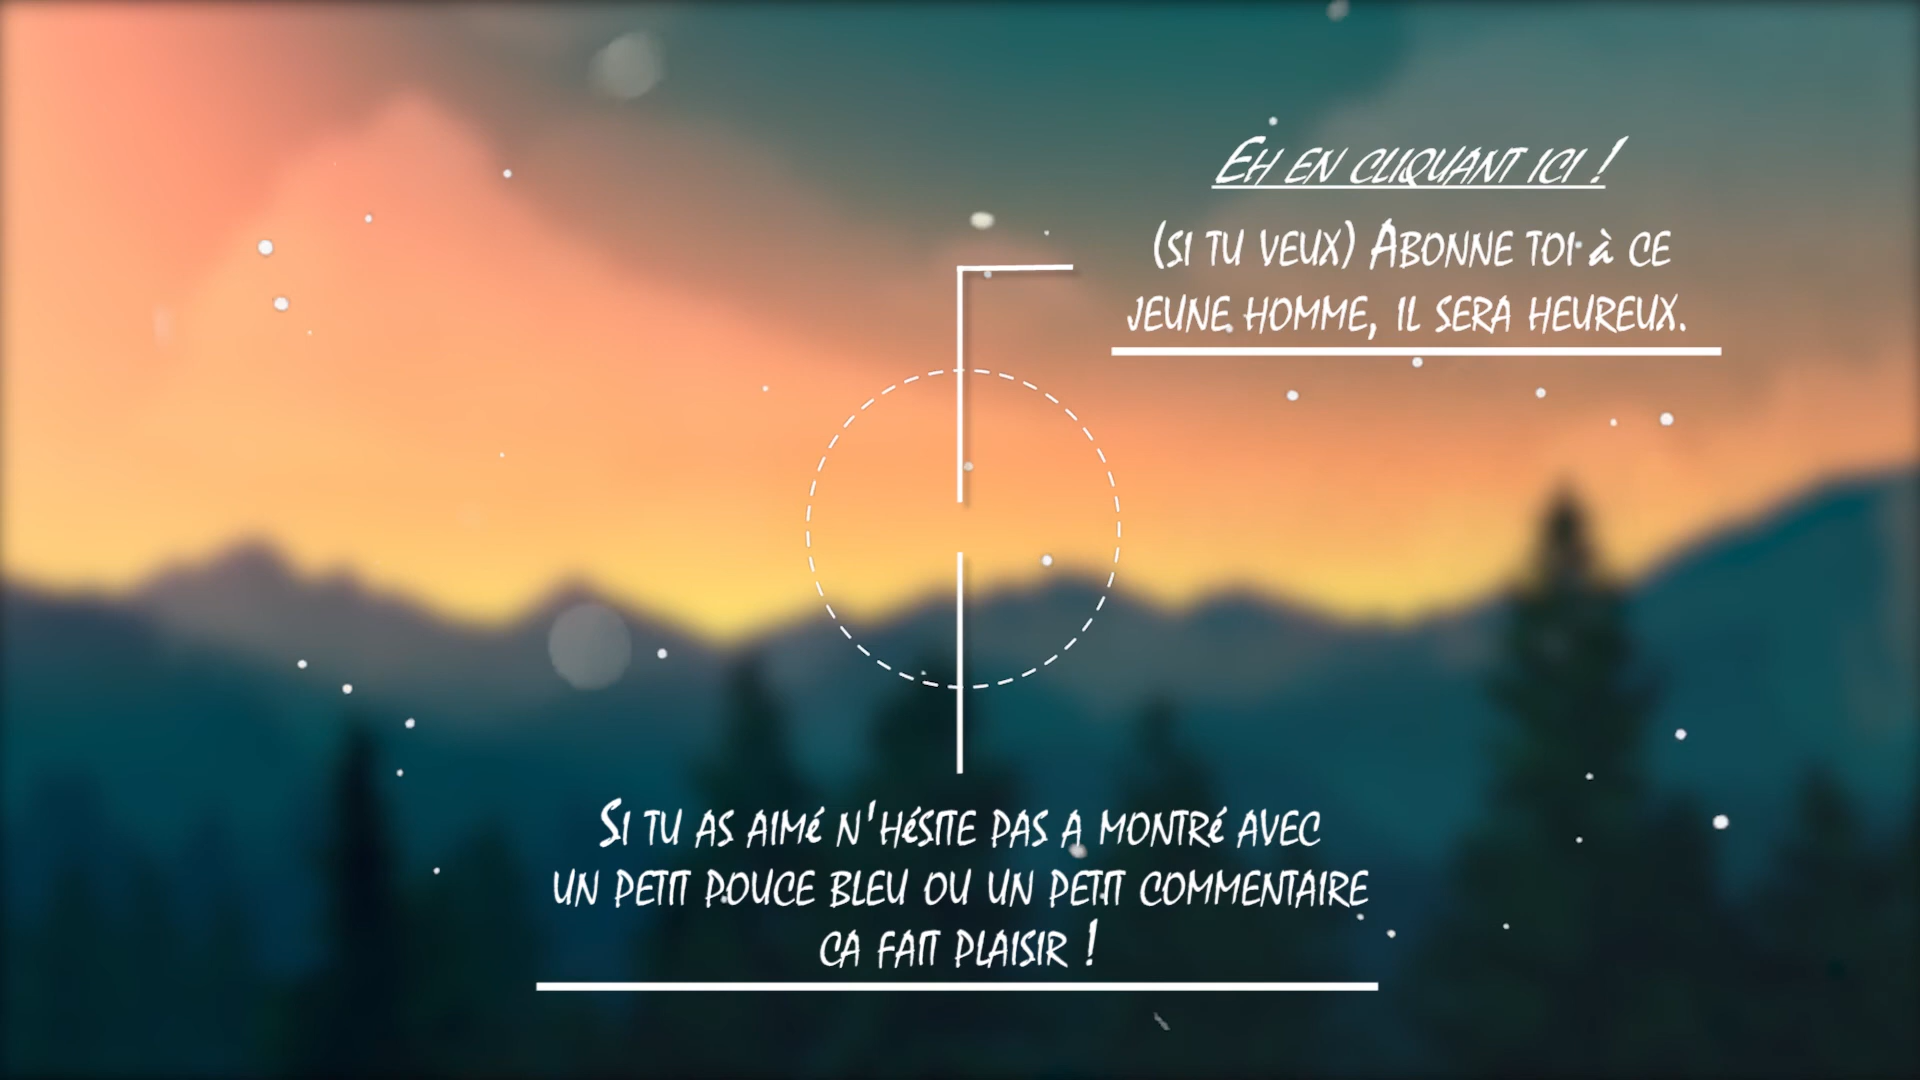 Eh en cliquant ici !
(si tu veux) Abonne toi à ce
jeune homme, il sera heureux.
Si tu as aimé n'hésite pas a montré avec
un petit pouce bleu ou un petit commentaire
ca fait plaisir !